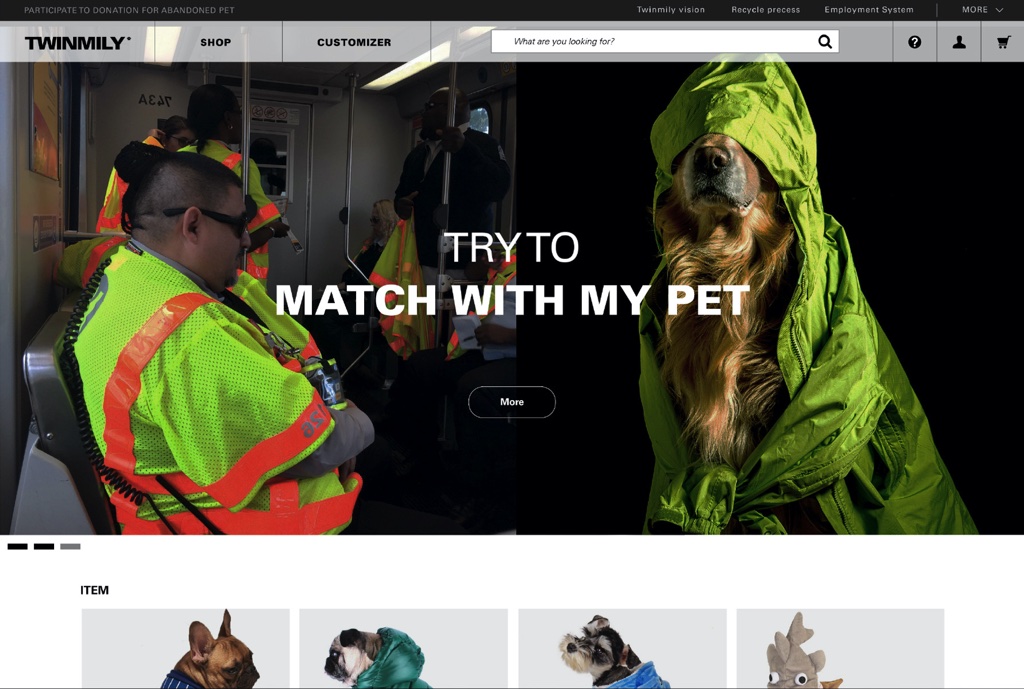 PARTICIPATE TO DONATION FOR ABANDONED PET
Twinmily vision
Recycle precess
Employment System
MORE
TWINMILY
SHOP
CUSTOMIZER
What are you looking for?
743A
TRY TO
MATCH WITH MY PET
More
ITEM